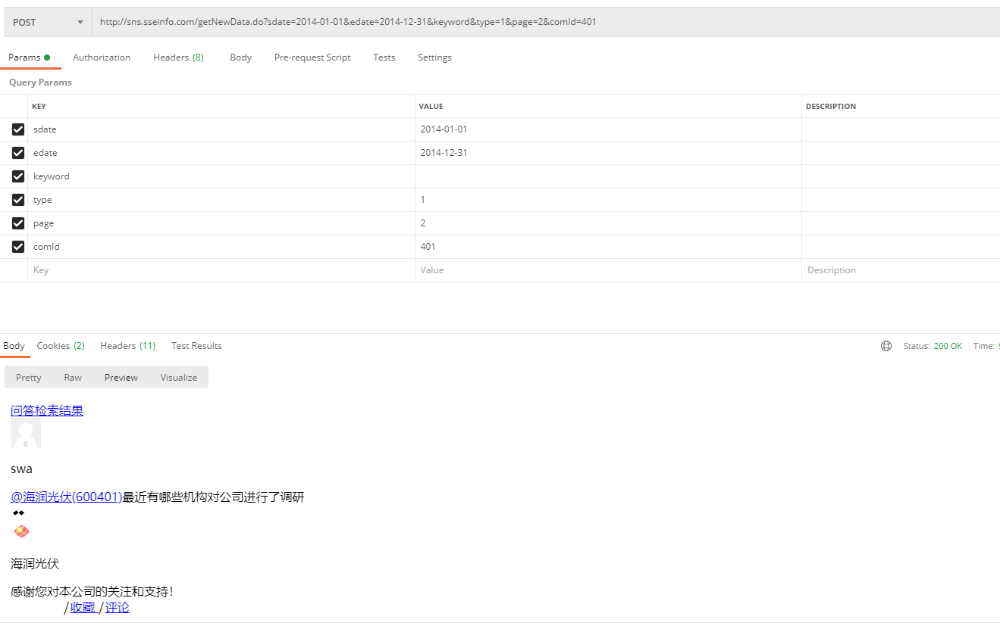 POST http://sns.sseinfo.com/getNewData.do?sdate=2014-01-01&edate=2014-12-31&keyword&type=1&page=2&comId=401
Params Authorization Headers (8) Body Pre-request Script Tests Settings
Query Params
KEY VALUE DESCRIPTION
sdate 2014-01-01
edate 2014-12-31
keyword
type 1
page 2
comId 401
Key Value Description
Body Cookies (2) Headers (11) Test Results Status: 200 OK Time:
Pretty Raw Preview Visualize
问答检索结果
swa
@海润光伏(600401)最近有哪些机构对公司进行了调研
海润光伏
感谢您对本公司的关注和支持!
/收藏 /评论